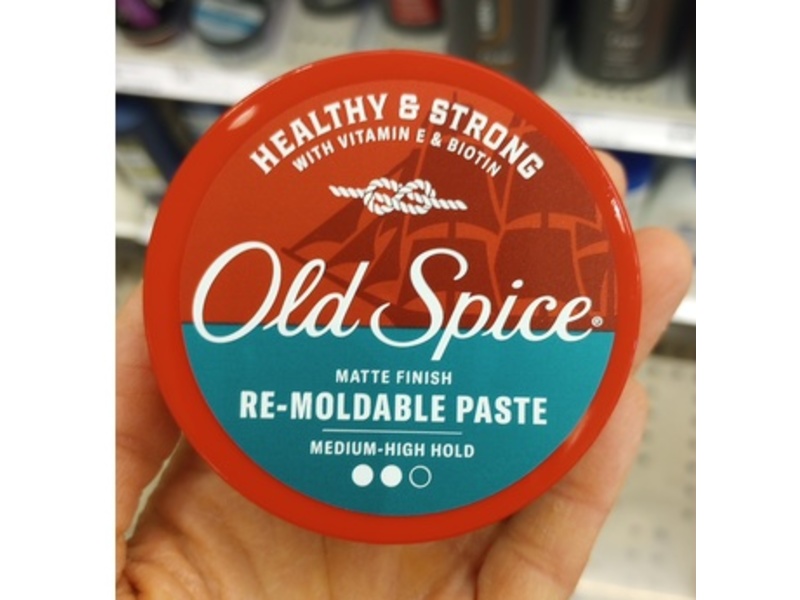 HEALTHY & STRONG
WITH VITAMIN E & BIOTIN
Old Spice®
MATTE FINISH
RE-MOLDABLE PASTE
MEDIUM-HIGH HOLD